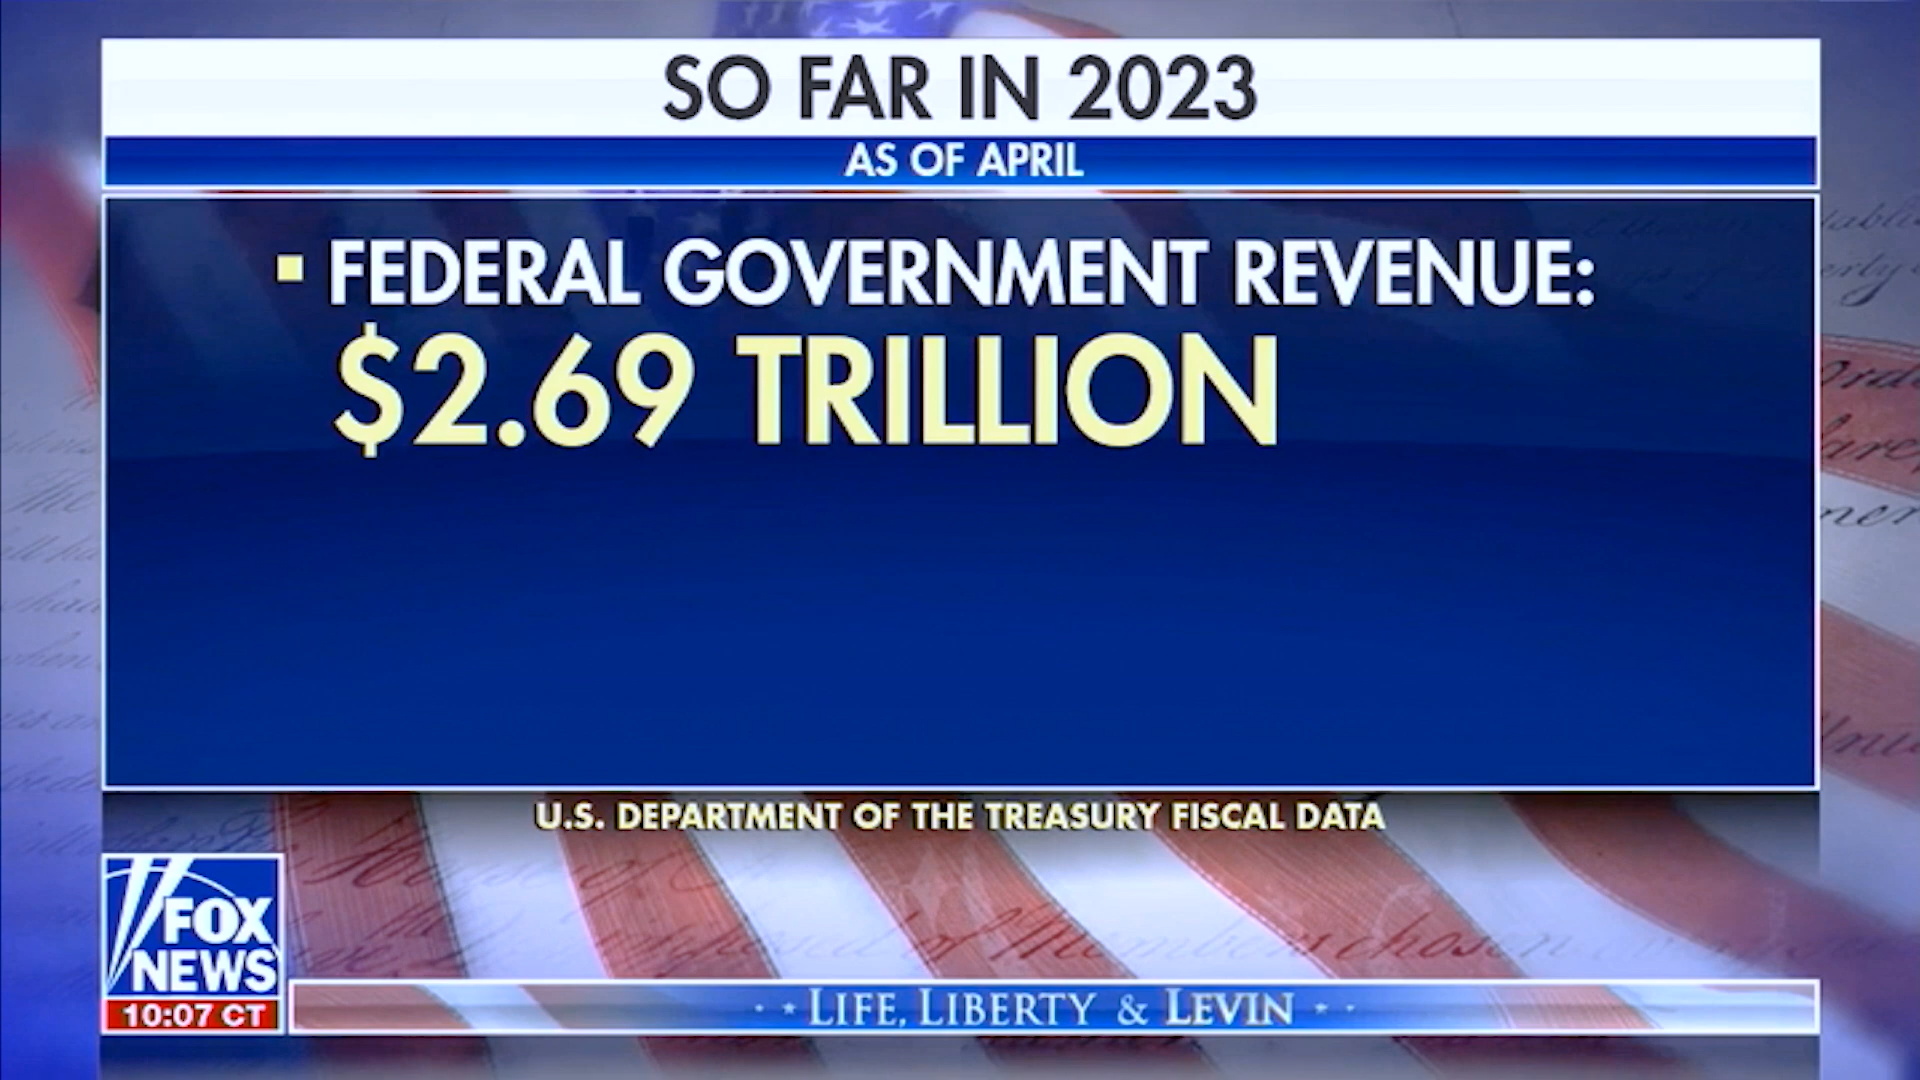 SO FAR IN 2023
AS OF APRIL
▪ FEDERAL GOVERNMENT REVENUE:
$2.69 TRILLION
U.S. DEPARTMENT OF THE TREASURY FISCAL DATA
FOX
NEWS
10:07 CT
LIFE, LIBERTY & LEVIN